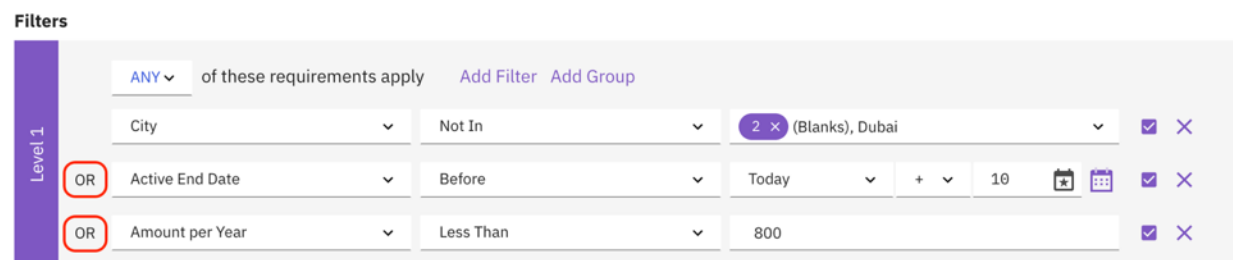 Filters
Level 1
ANY of these requirements apply Add Filter Add Group
City Not In 2 × (Blanks), Dubai
OR Active End Date Before Today + 10
OR Amount per Year Less Than 800